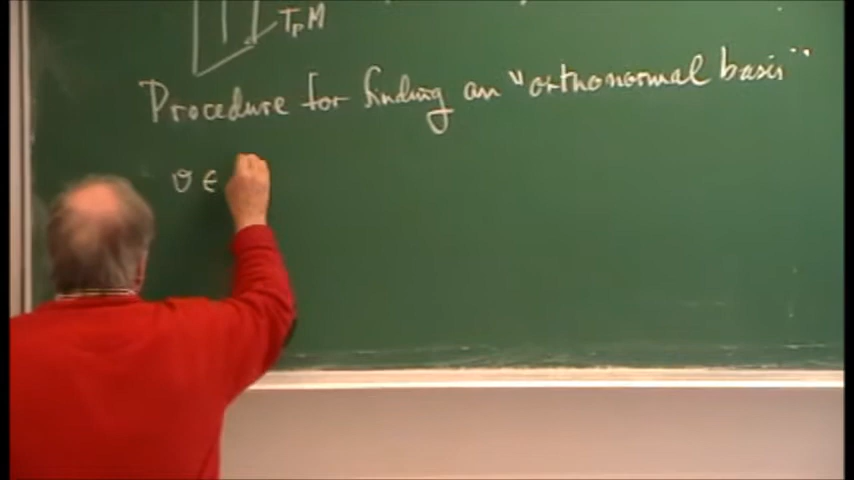 TₚM
Procedure for finding an "orthonormal basis"
v ∈